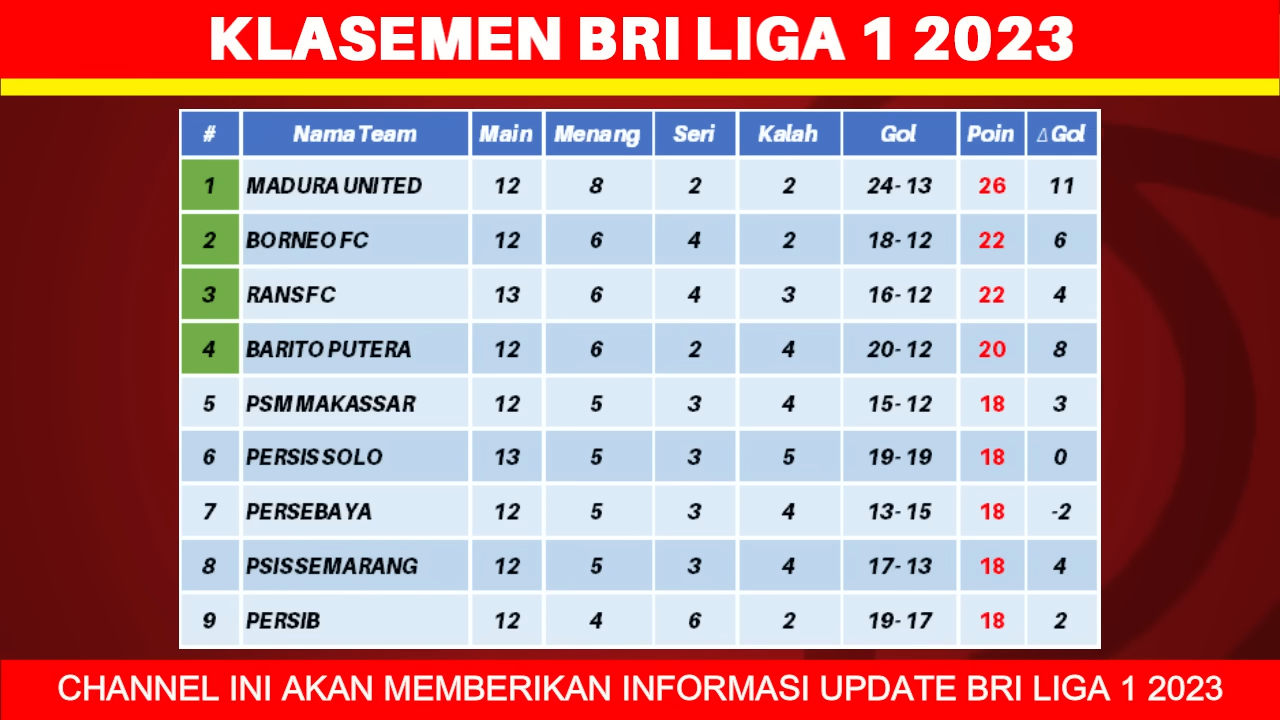 KLASEMEN BRI LIGA 1 2023
# Nama Team Main Menang Seri Kalah Gol Poin Δ Gol
1 MADURA UNITED 12 8 2 2 24-13 26 11
2 BORNEO FC 12 6 4 2 18-12 22 6
3 RANS FC 13 6 4 3 16-12 22 4
4 BARITO PUTERA 12 6 2 4 20-12 20 8
5 PSM MAKASSAR 12 5 3 4 15-12 18 3
6 PERSIS SOLO 13 5 3 5 19-19 18 0
7 PERSEBAYA 12 5 3 4 13-15 18 -2
8 PSIS SEMARANG 12 5 3 4 17-13 18 4
9 PERSIB 12 4 6 2 19-17 18 2
CHANNEL INI AKAN MEMBERIKAN INFORMASI UPDATE BRI LIGA 1 2023